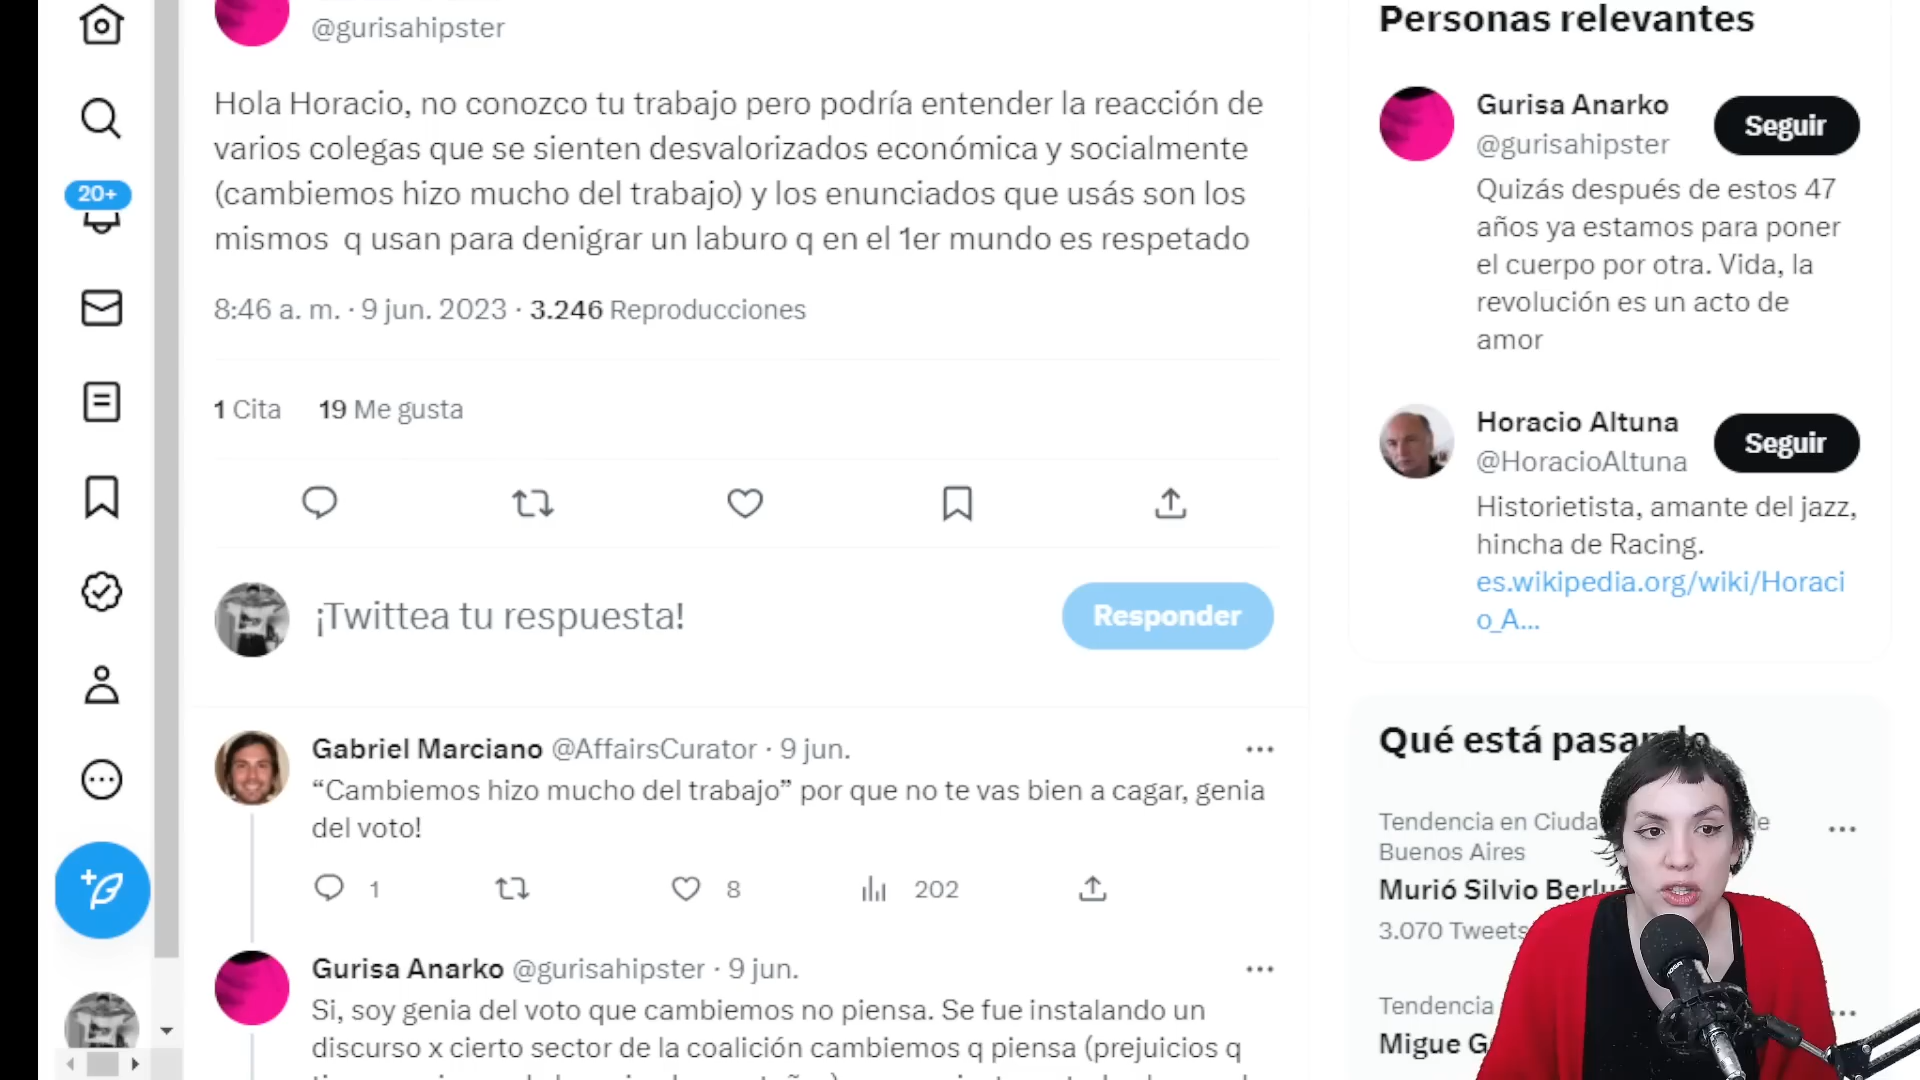 @gurisahipster
Hola Horacio, no conozco tu trabajo pero podría entender la reacción de
varios colegas que se sienten desvalorizados económica y socialmente
(cambiemos hizo mucho del trabajo) y los enunciados que usás son los
mismos  q usan para denigrar un laburo q en el 1er mundo es respetado
8:46 a. m. · 9 jun. 2023 · 3.246 Reproducciones
1 Cita 19 Me gusta
¡Twittea tu respuesta!
Responder
Gabriel Marciano @AffairsCurator · 9 jun.
“Cambiemos hizo mucho del trabajo” por que no te vas bien a cagar, genia
del voto!
1 8 202
Gurisa Anarko @gurisahipster · 9 jun.
Si, soy genia del voto que cambiemos no piensa. Se fue instalando un
discurso x cierto sector de la coalición cambiemos q piensa (prejuicios q
20+
Personas relevantes
Gurisa Anarko
@gurisahipster
Seguir
Quizás después de estos 47
años ya estamos para poner
el cuerpo por otra. Vida, la
revolución es un acto de
amor
Horacio Altuna
@HoracioAltuna
Seguir
Historietista, amante del jazz,
hincha de Racing.
es.wikipedia.org/wiki/Horaci
o_A...
Qué está
Tendencia en
Buenos Aires
Murió Silvio
3.070 Tweets
Tendencia
Migue